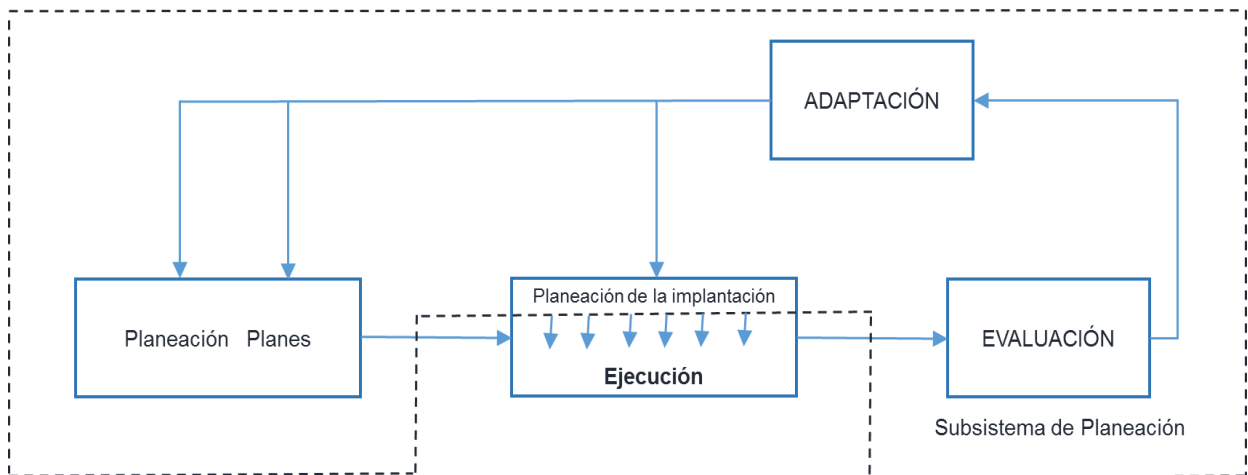 ADAPTACIÓN
Planeación de la implantación
Planeación Planes
EVALUACIÓN
Ejecución
Subsistema de Planeación